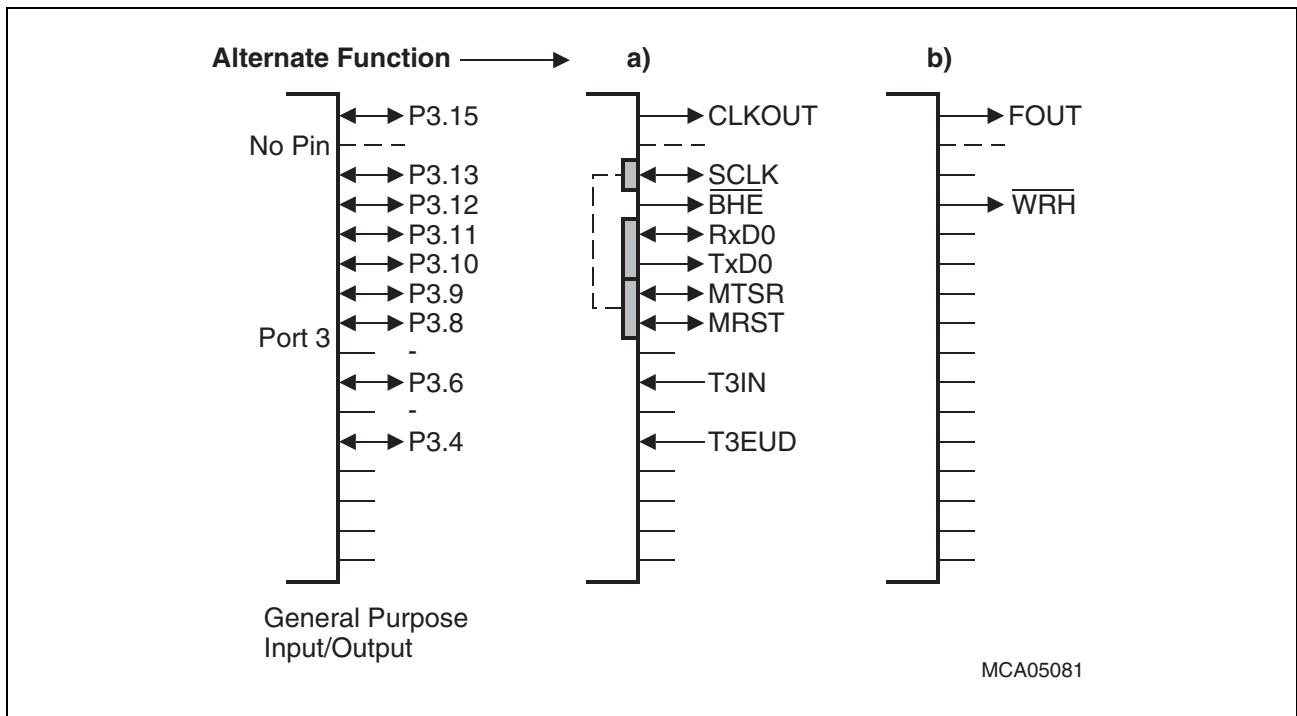 Alternate Function a) b)
P3.15 CLKOUT FOUT
No Pin
P3.13 SCLK
P3.12 B̅H̅E̅ W̅R̅H̅
P3.11 RxD0
P3.10 TxD0
P3.9 MTSR
P3.8 MRST
Port 3
-
P3.6 T3IN
-
P3.4 T3EUD
General Purpose
Input/Output
MCA05081